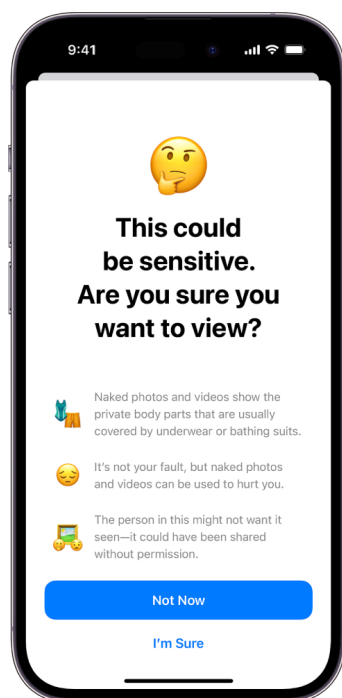 9:41
This could
be sensitive.
Are you sure you
want to view?
Naked photos and videos show the
private body parts that are usually
covered by underwear or bathing suits.
It’s not your fault, but naked photos
and videos can be used to hurt you.
The person in this might not want it
seen—it could have been shared
without permission.
Not Now
I’m Sure